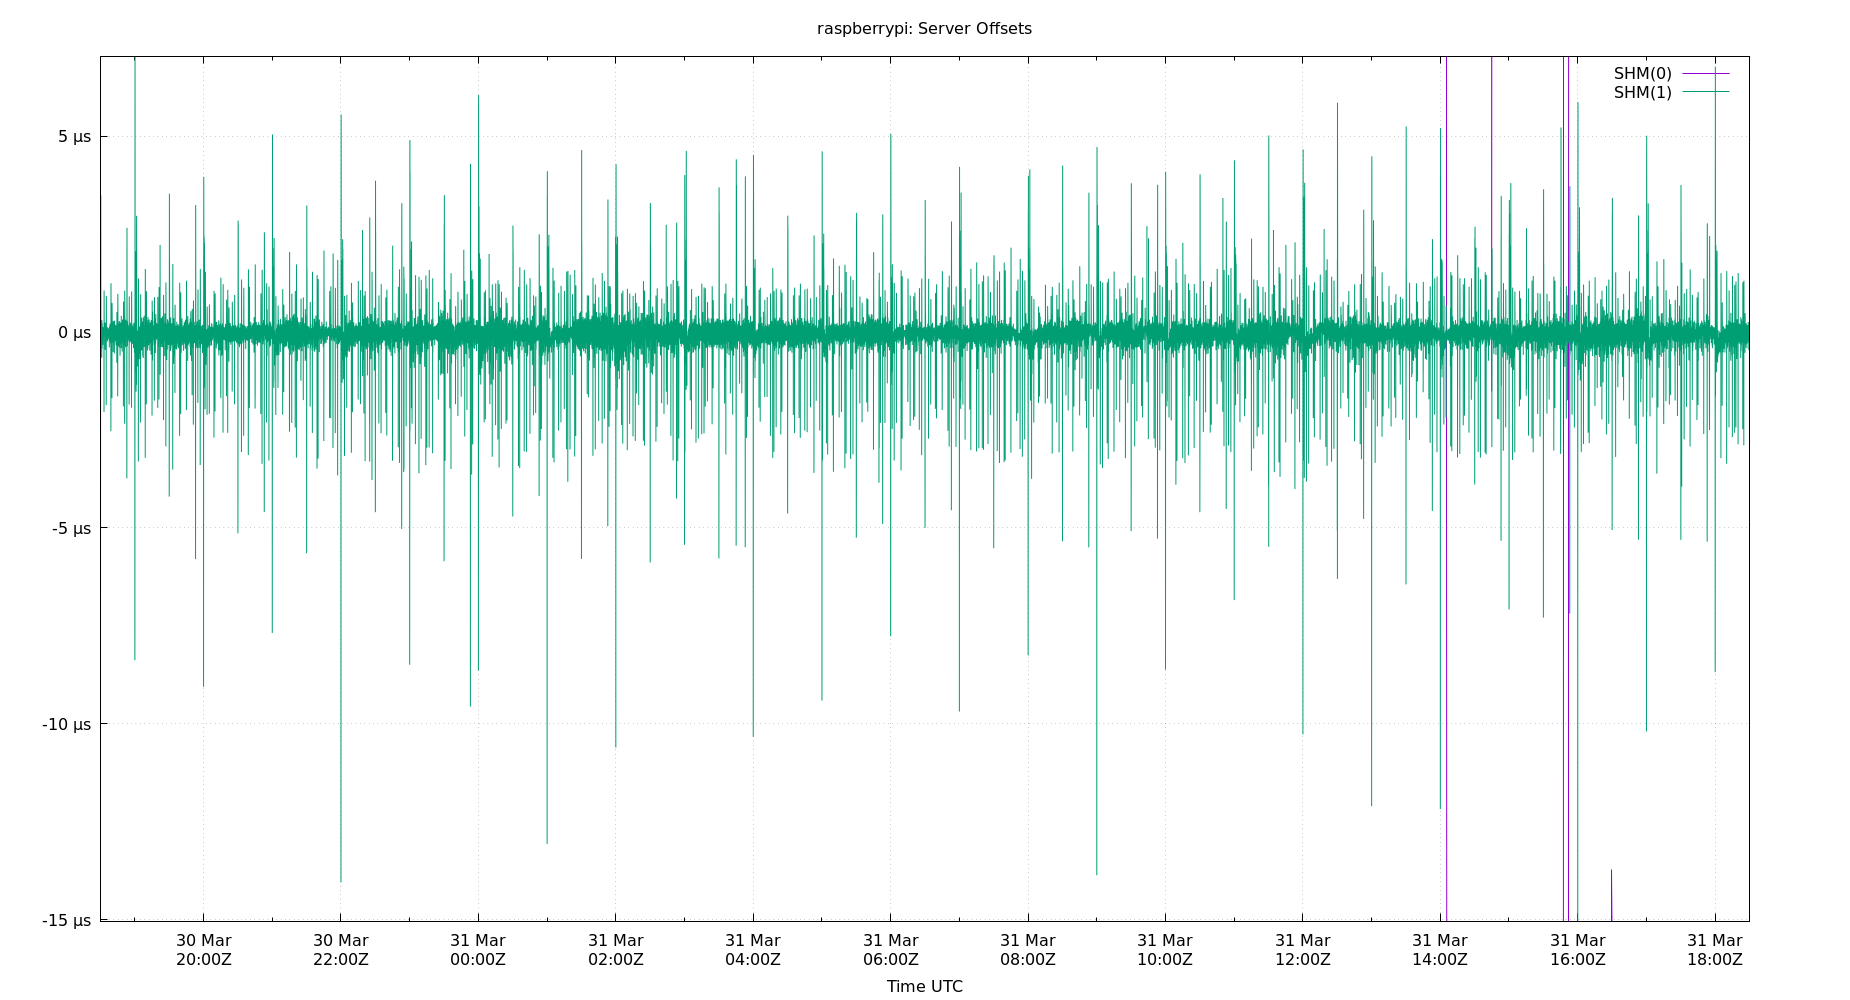 raspberrypi: Server Offsets
SHM(0)
SHM(1)
5 µs
0 µs
-5 µs
-10 µs
-15 µs
30 Mar 30 Mar 31 Mar 31 Mar 31 Mar 31 Mar 31 Mar 31 Mar 31 Mar 31 Mar 31 Mar 31 Mar
20:00Z 22:00Z 00:00Z 02:00Z 04:00Z 06:00Z 08:00Z 10:00Z 12:00Z 14:00Z 16:00Z 18:00Z
Time UTC